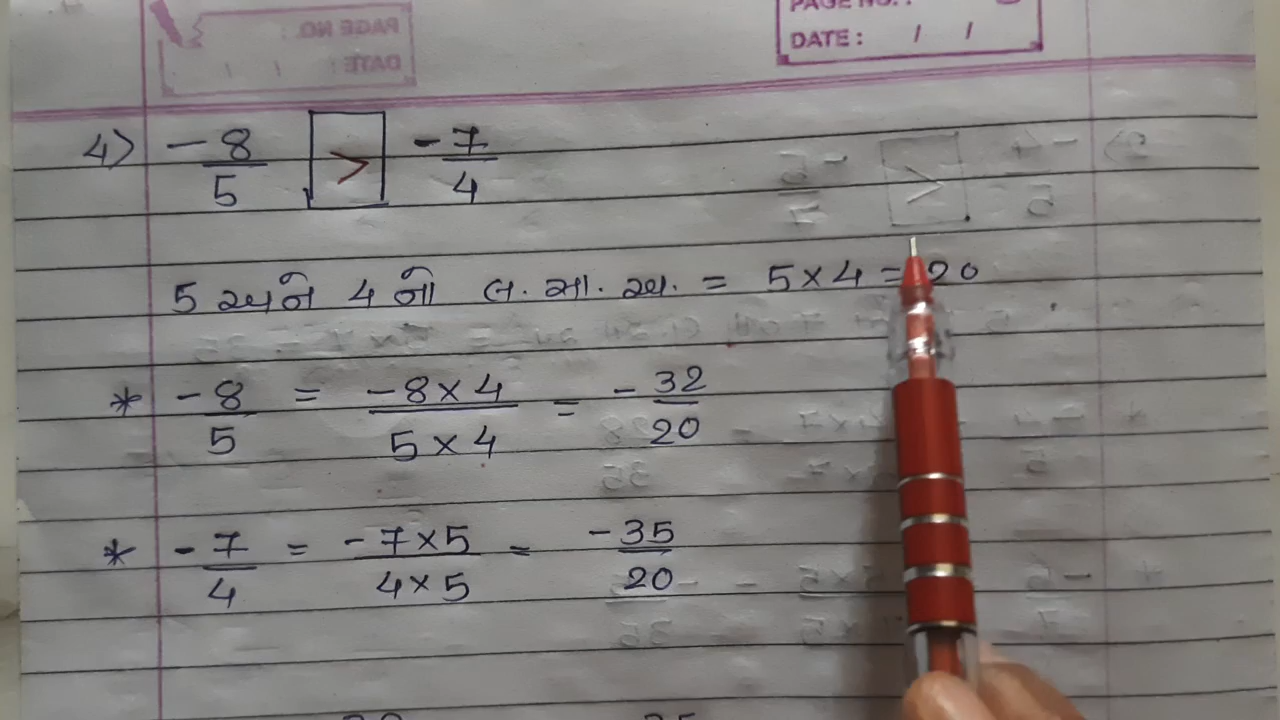 PAGE NO. :
DATE : / /
4) -8/5 > -7/4
5 અને 4 નો લ. સા. અ. = 5 × 4 = 20
* -8/5 = -8 × 4 / 5 × 4 = -32/20
* -7/4 = -7 × 5 / 4 × 5 = -35/20